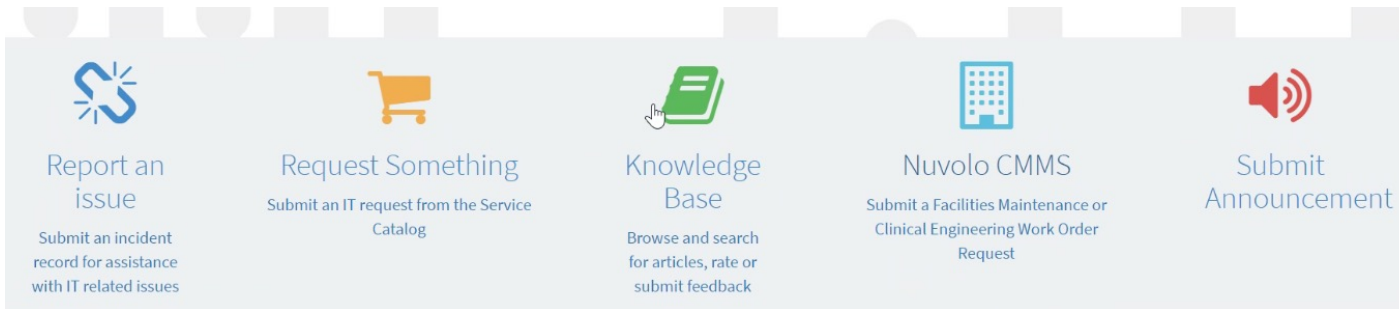 Report an
issue
Submit an incident
record for assistance
with IT related issues
Request Something
Submit an IT request from the Service
Catalog
Knowledge
Base
Browse and search
for articles, rate or
submit feedback
Nuvolo CMMS
Submit a Facilities Maintenance or
Clinical Engineering Work Order
Request
Submit
Announcement